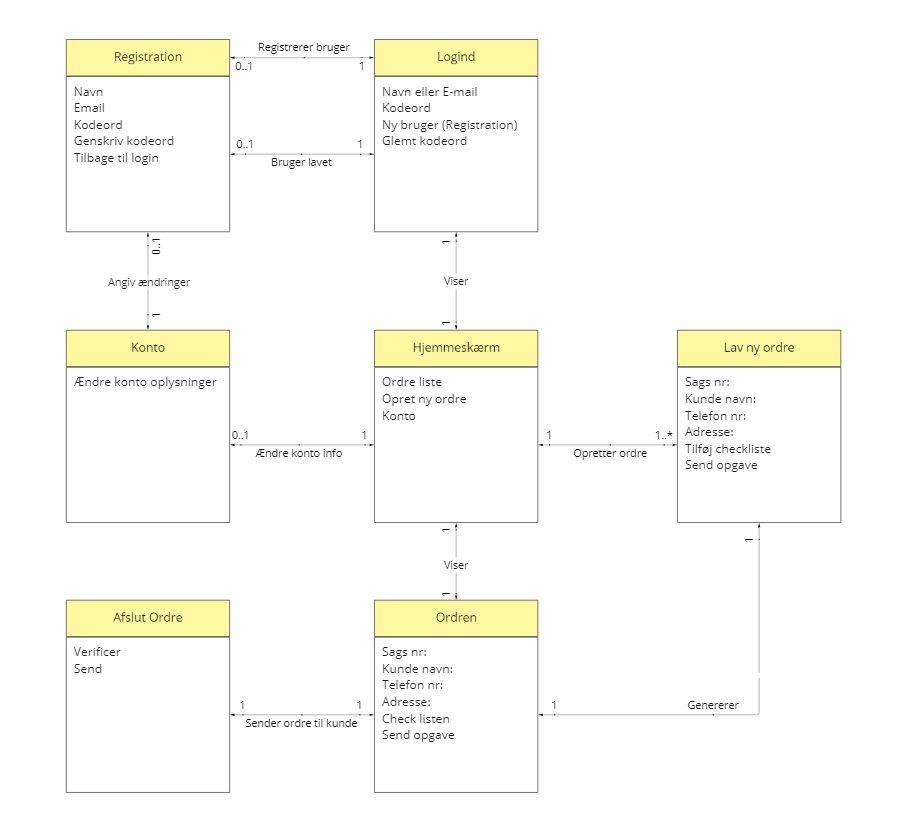 Registration
Registrerer bruger
Logind
0..1
1
Navn
Email
Kodeord
Genskriv kodeord
Tilbage til login
Navn eller E-mail
Kodeord
Ny bruger (Registration)
Glemt kodeord
0..1
1
Bruger lavet
0..1
Angiv ændringer
1
1
Viser
1
Konto
Hjemmeskærm
Lav ny ordre
Ændre konto oplysninger
Ordre liste
Opret ny ordre
Konto
Sags nr:
Kunde navn:
Telefon nr:
Adresse:
Tilføj checkliste
Send opgave
0..1
1
Ændre konto info
1
1..*
Opretter ordre
1
Viser
1
1
Afslut Ordre
Ordren
Verificer
Send
Sags nr:
Kunde navn:
Telefon nr:
Adresse:
Check listen
Send opgave
1
1
Sender ordre til kunde
1
Genererer